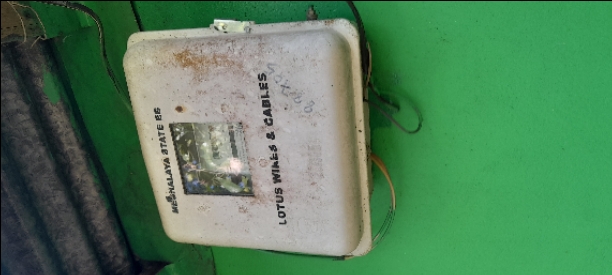 MEGHALAYA STATE EB
LOTUS WIRES & CABLES